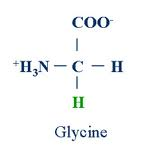 COO⁻
⁺H₃N — C — H
H
Glycine